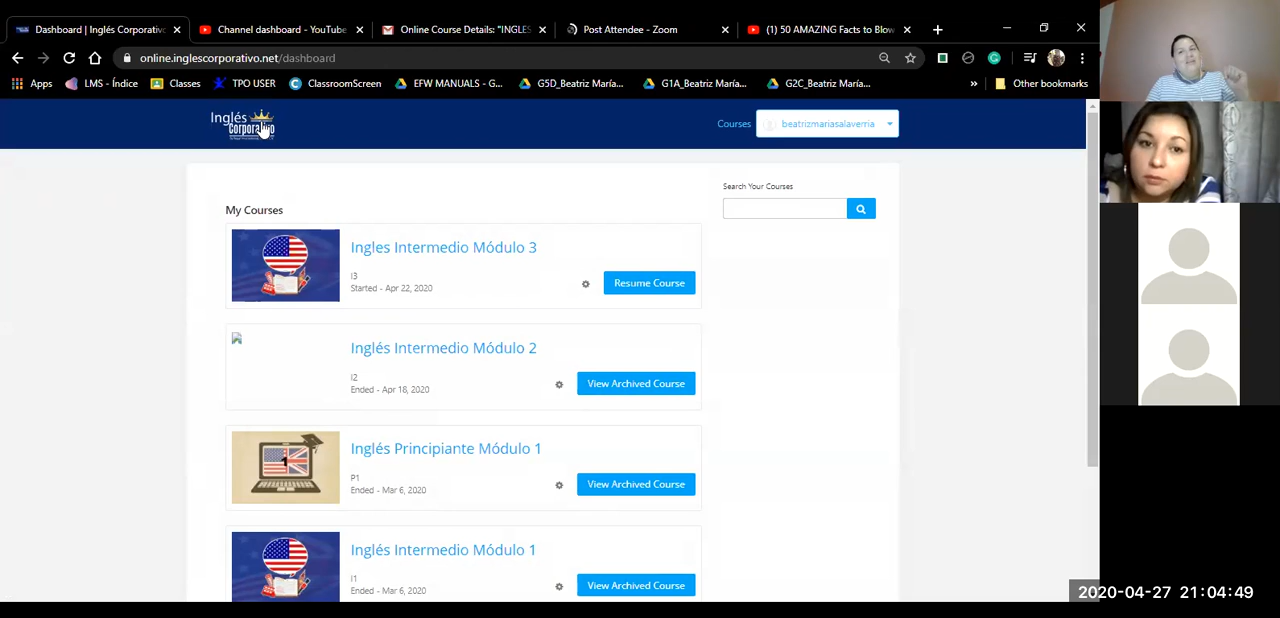 Dashboard | Inglés Corporativo
Channel dashboard - YouTube
Online Course Details: "INGLES
Post Attendee - Zoom
(1) 50 AMAZING Facts to Blow
online.inglescorporativo.net/dashboard
Apps
LMS - Índice
Classes
TPO USER
ClassroomScreen
EFW MANUALS - G...
G5D_Beatriz María...
G1A_Beatriz María...
G2C_Beatriz María...
»
Other bookmarks
Inglés
Corporativo
Courses
beatrizmariasalaverria
Search Your Courses
My Courses
Ingles Intermedio Módulo 3
I3
Started - Apr 22, 2020
Resume Course
Inglés Intermedio Módulo 2
I2
Ended - Apr 18, 2020
View Archived Course
1
Inglés Principiante Módulo 1
P1
Ended - Mar 6, 2020
View Archived Course
Inglés Intermedio Módulo 1
I1
Ended - Mar 6, 2020
View Archived Course
2020-04-27 21:04:49